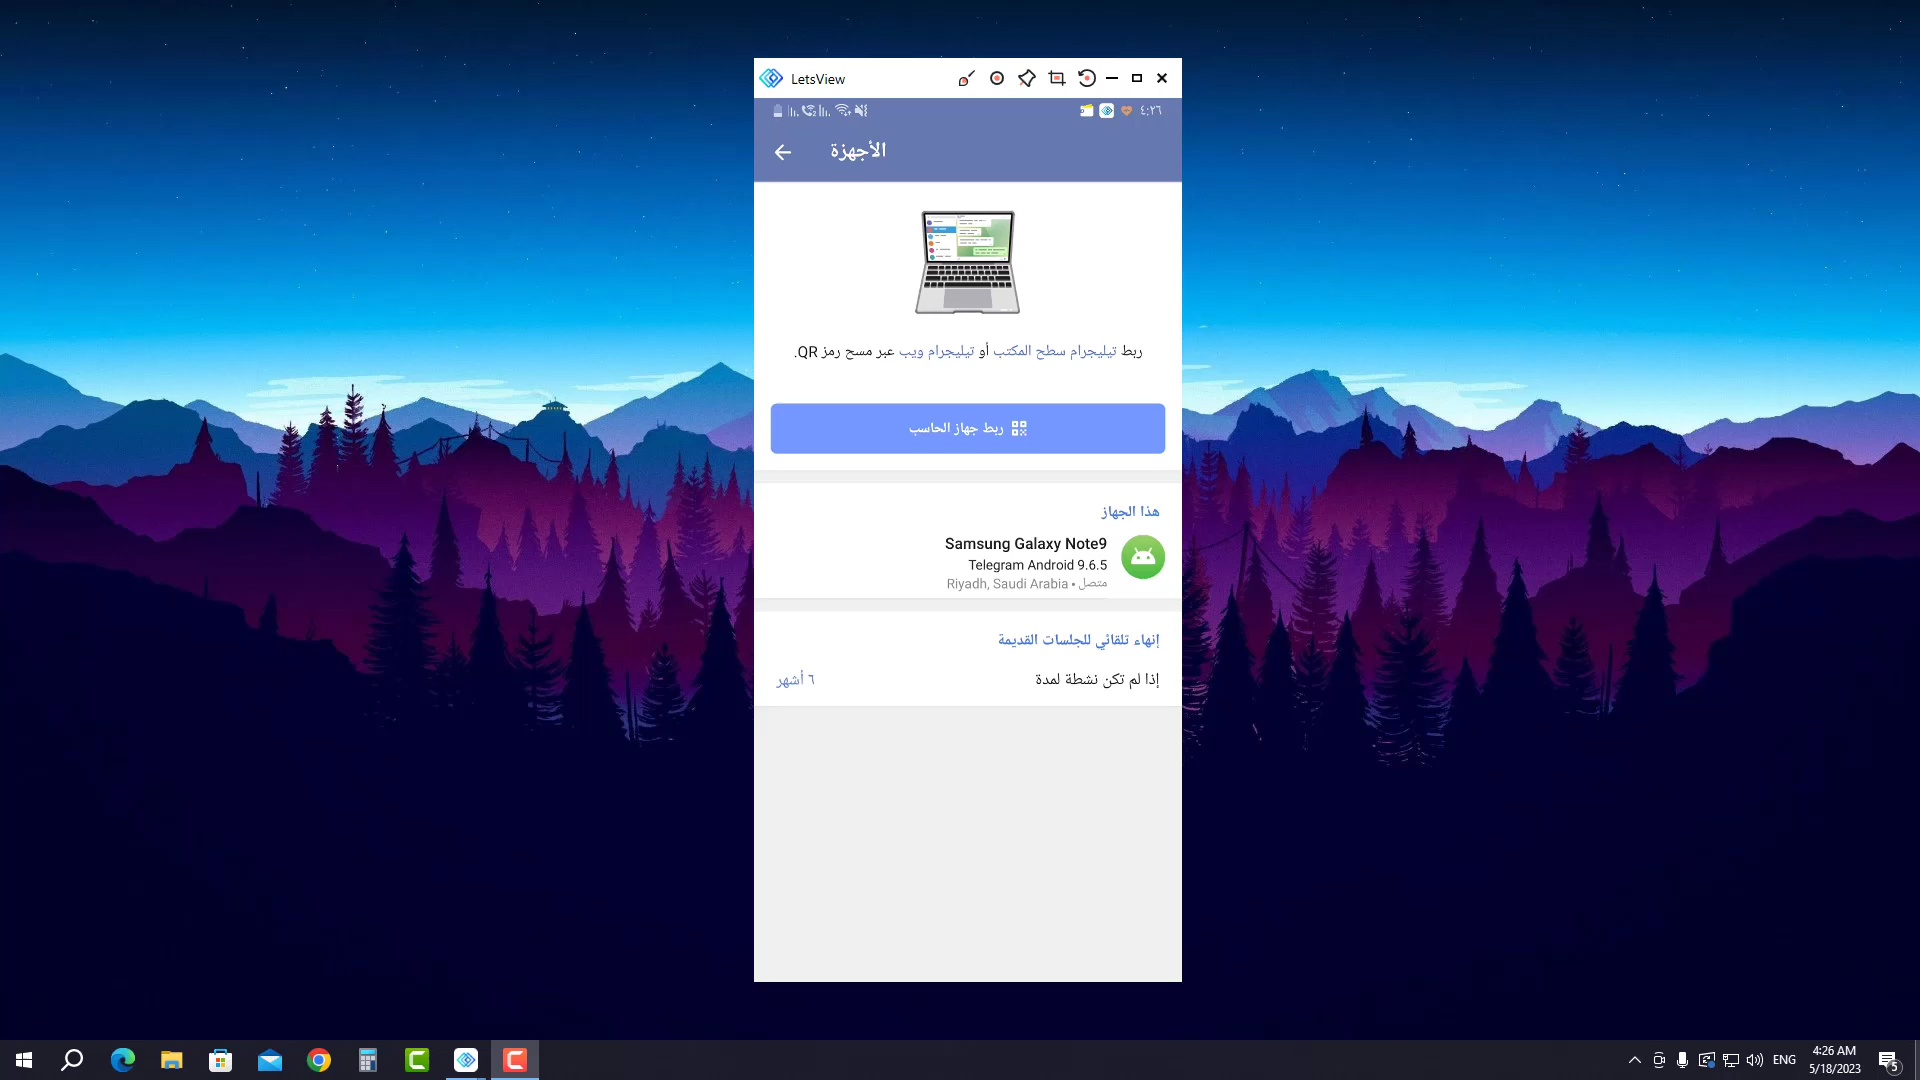 LetsView
٤:٢٦
الأجهزة
ربط تيليجرام سطح المكتب أو تيليجرام ويب عبر مسح رمز QR.
ربط جهاز الحاسب
هذا الجهاز
Samsung Galaxy Note9
Telegram Android 9.6.5
متصل • Riyadh, Saudi Arabia
إنهاء تلقائي للجلسات القديمة
إذا لم تكن نشطة لمدة ٦ أشهر
ENG
4:26 AM
5/18/2023
5